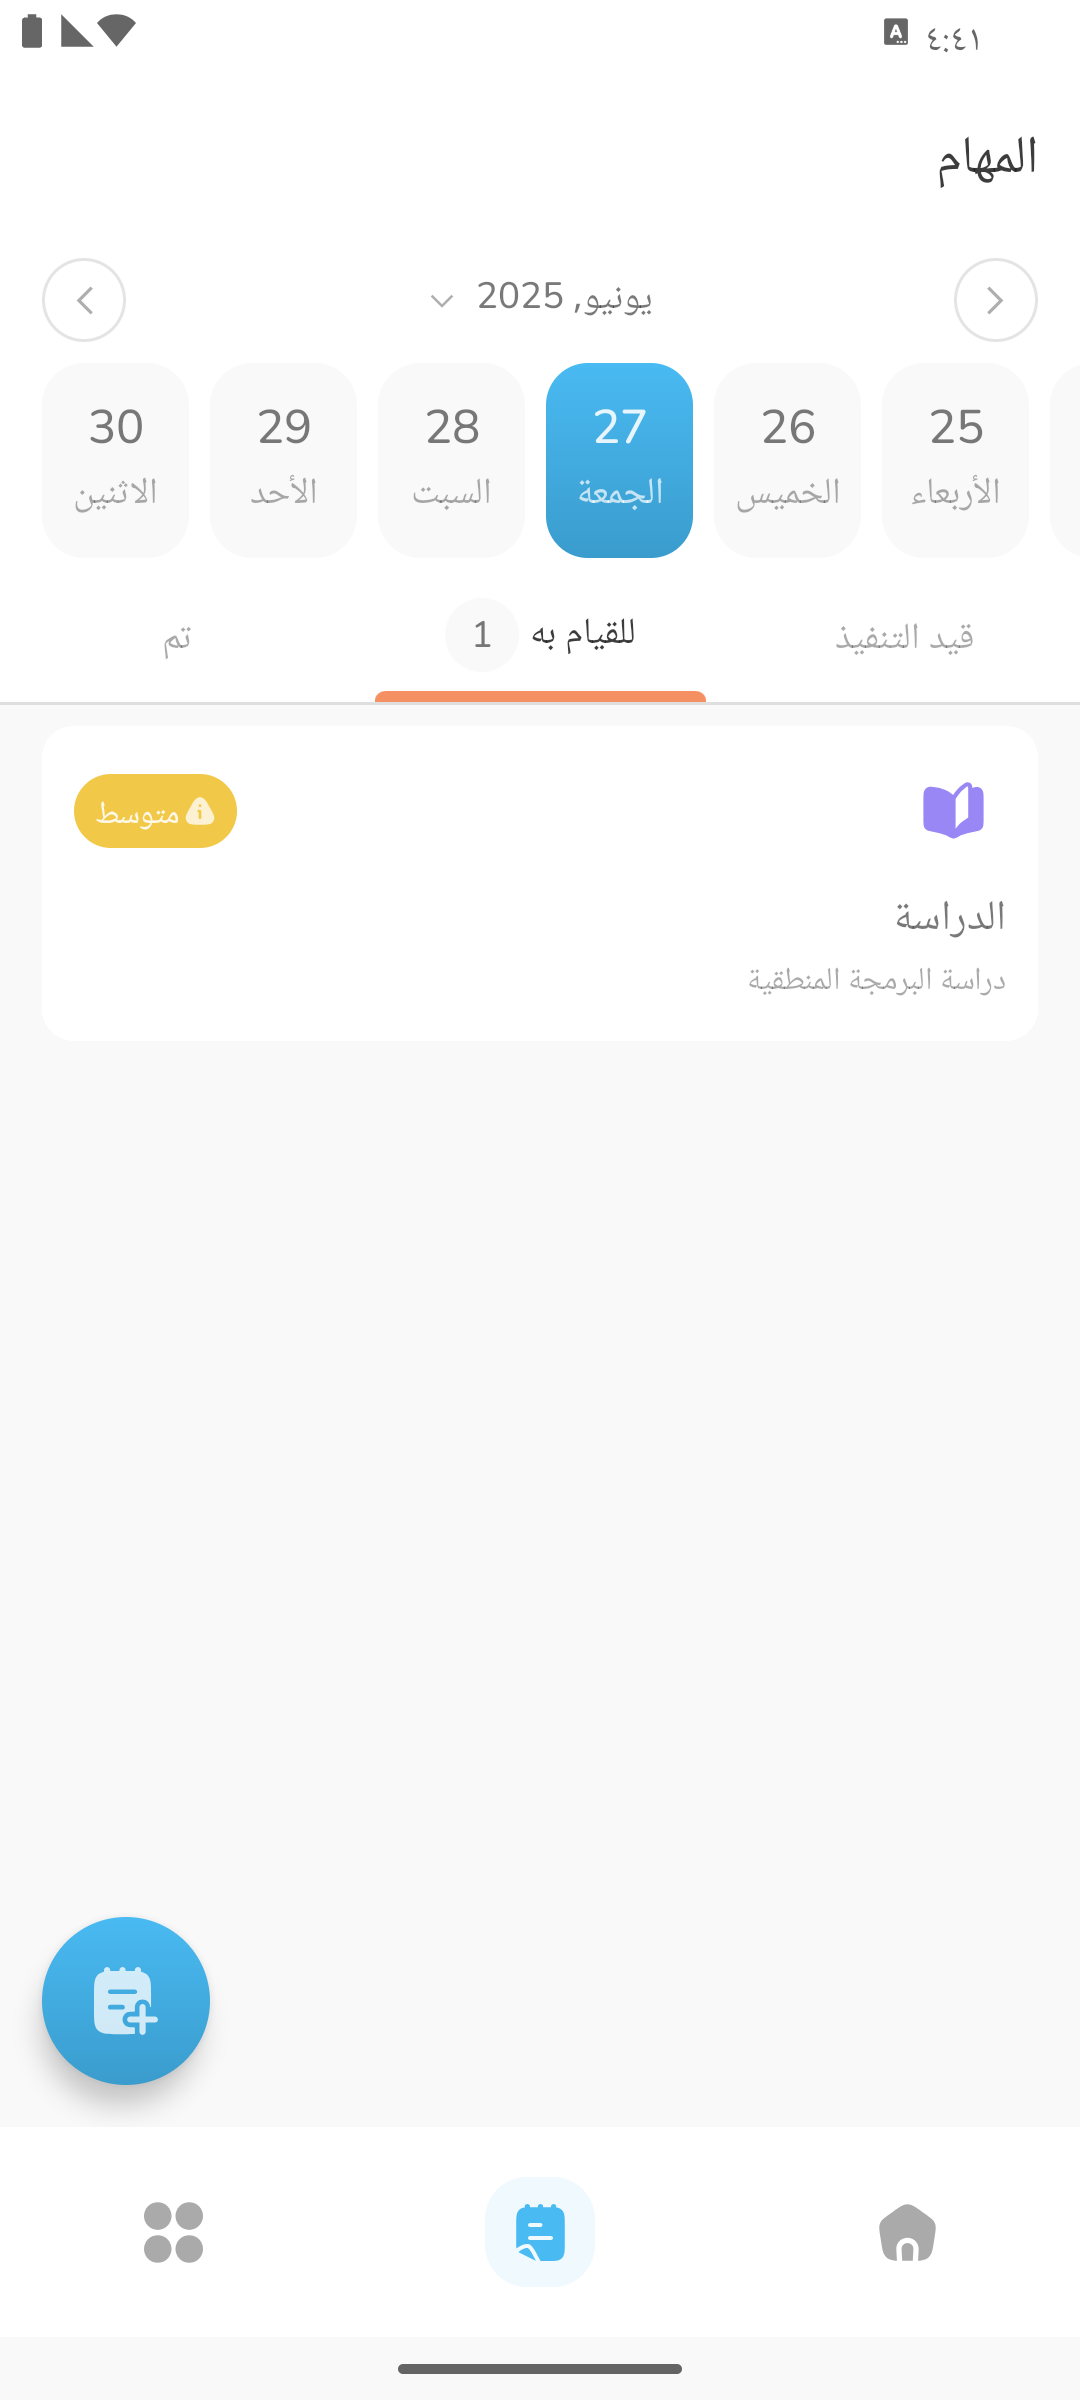 ٤:٤١
المهام
يونيو, 2025
25 26 27 28 29 30
الأربعاء الخميس الجمعة السبت الأحد الاثنين
قيد التنفيذ للقيام به 1 تم
متوسط
الدراسة
دراسة البرمجة المنطقية